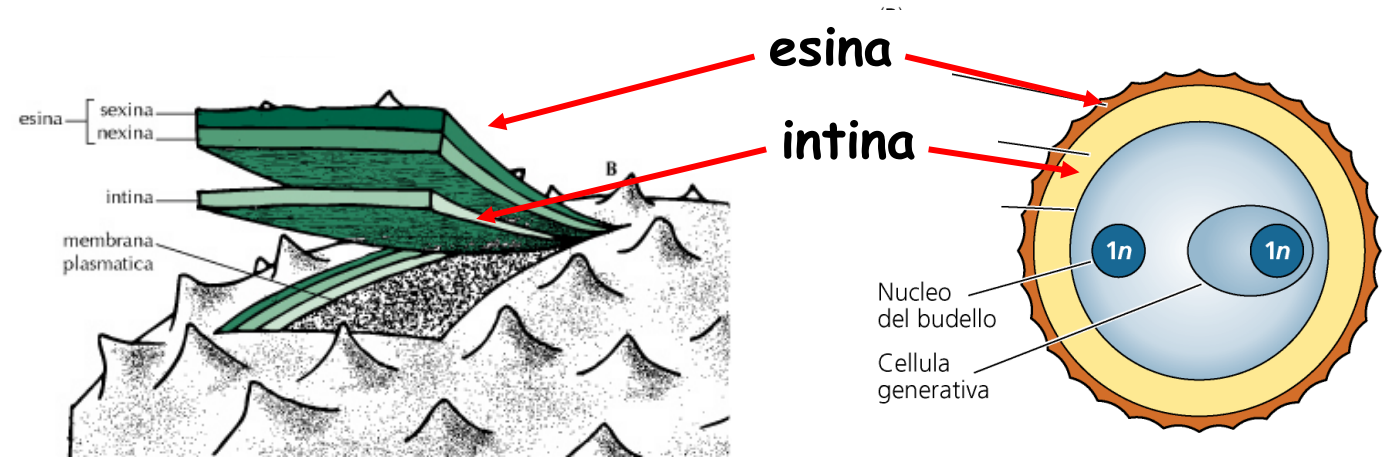 esina
sexina
nexina
intina
membrana
plasmatica
B
esina
intina
1n
1n
Nucleo
del budello
Cellula
generativa